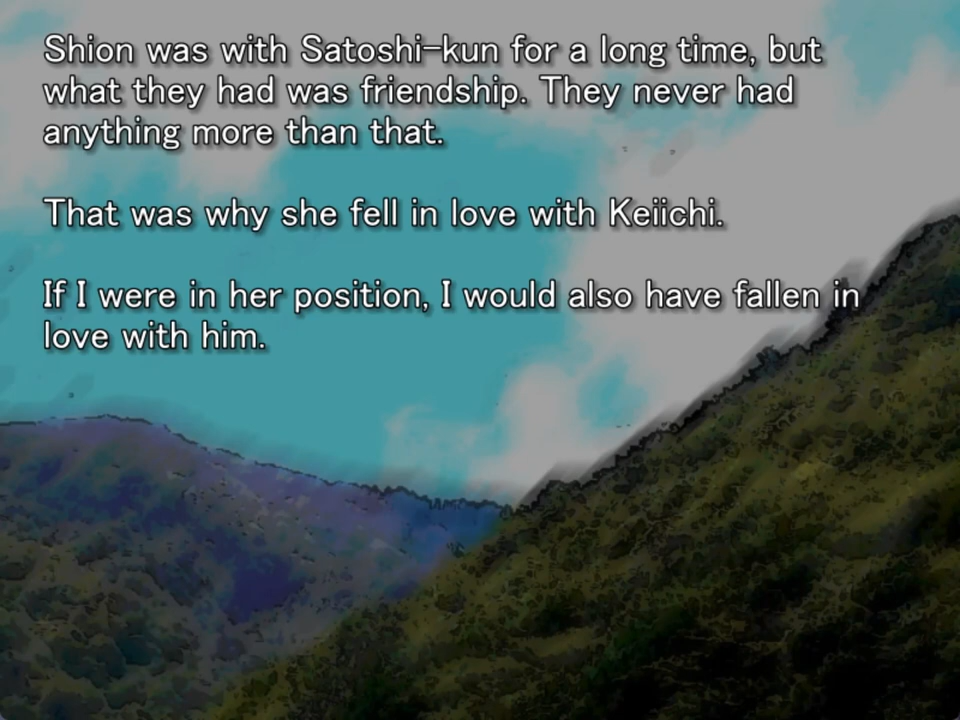 Shion was with Satoshi-kun for a long time, but
what they had was friendship. They never had
anything more than that.
That was why she fell in love with Keiichi.
If I were in her position, I would also have fallen in
love with him.